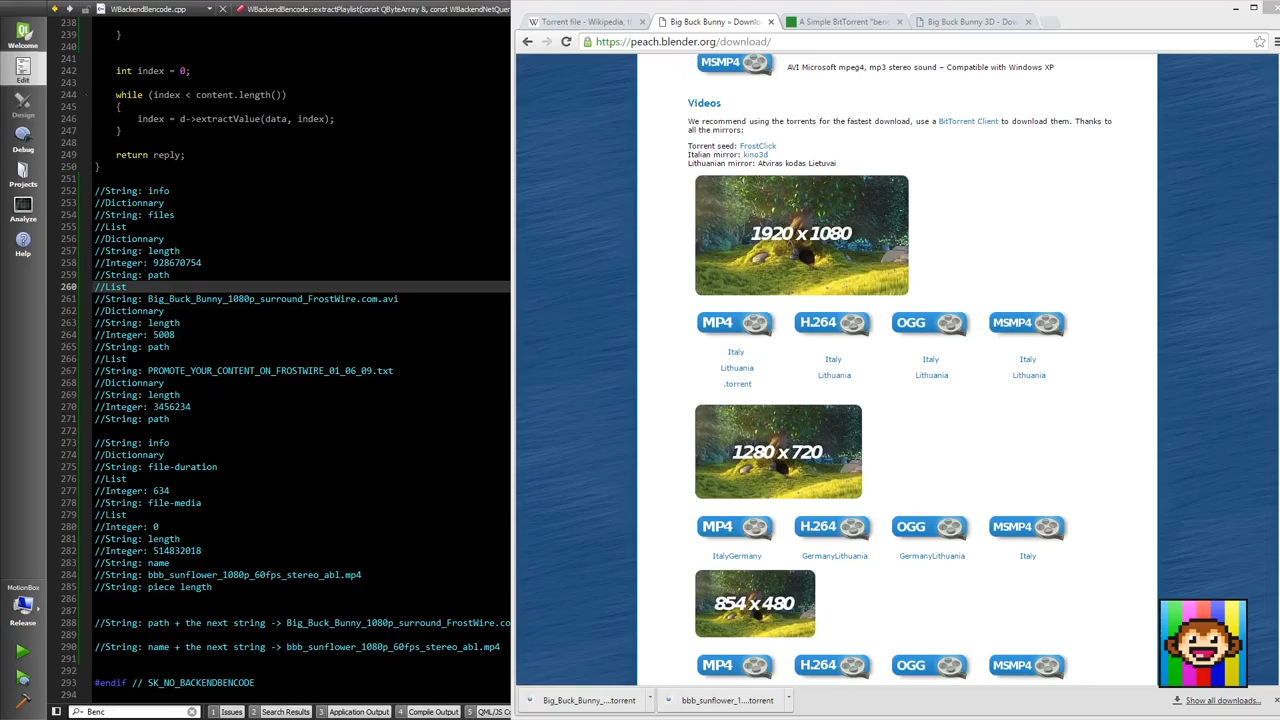 WBackendBencode.cpp
WBackendBencode::extractPlaylist(const QByteArray &, const WBackendNetQuer
Welcome
Edit
Design
Debug
Projects
Analyze
Help
MotionBox
Release
238
239 }
240
241
242 int index = 0;
243
244 while (index < content.length())
245 {
246 index = d->extractValue(data, index);
247 }
248
249 return reply;
250 }
251
252 //String: info
253 //Dictionnary
254 //String: files
255 //List
256 //Dictionnary
257 //String: length
258 //Integer: 928670754
259 //String: path
260 //List
261 //String: Big_Buck_Bunny_1080p_surround_FrostWire.com.avi
262 //Dictionnary
263 //String: length
264 //Integer: 5008
265 //String: path
266 //List
267 //String: PROMOTE_YOUR_CONTENT_ON_FROSTWIRE_01_06_09.txt
268 //Dictionnary
269 //String: length
270 //Integer: 3456234
271 //String: path
272
273 //String: info
274 //Dictionnary
275 //String: file-duration
276 //List
277 //Integer: 634
278 //String: file-media
279 //List
280 //Integer: 0
281 //String: length
282 //Integer: 514832018
283 //String: name
284 //String: bbb_sunflower_1080p_60fps_stereo_abl.mp4
285 //String: piece length
286
287
288 //String: path + the next string -> Big_Buck_Bunny_1080p_surround_FrostWire.co
289
290 //String: name + the next string -> bbb_sunflower_1080p_60fps_stereo_abl.mp4
291
292
293 #endif // SK_NO_BACKENDBENCODE
294
Benc
1 Issues 2 Search Results 3 Application Output 4 Compile Output 5 QML/JS Co
Torrent file - Wikipedia, th
Big Buck Bunny » Downlo
A Simple BitTorrent "benc
Big Buck Bunny 3D - Dow
https://peach.blender.org/download/
MSMP4 AVI Microsoft mpeg4, mp3 stereo sound – Compatible with Windows XP
Videos
We recommend using the torrents for the fastest download, use a BitTorrent Client to download them. Thanks to
all the mirrors:
Torrent seed: FrostClick
Italian mirror: kino3d
Lithuanian mirror: Atviras kodas Lietuvai
1920 x 1080
MP4 H.264 OGG MSMP4
Italy Italy Italy Italy
Lithuania Lithuania Lithuania Lithuania
.torrent
1280 x 720
MP4 H.264 OGG MSMP4
ItalyGermany GermanyLithuania GermanyLithuania Italy
854 x 480
MP4 H.264 OGG MSMP4
Big_Buck_Bunny_....torrent
bbb_sunflower_1....torrent
Show all downloads...